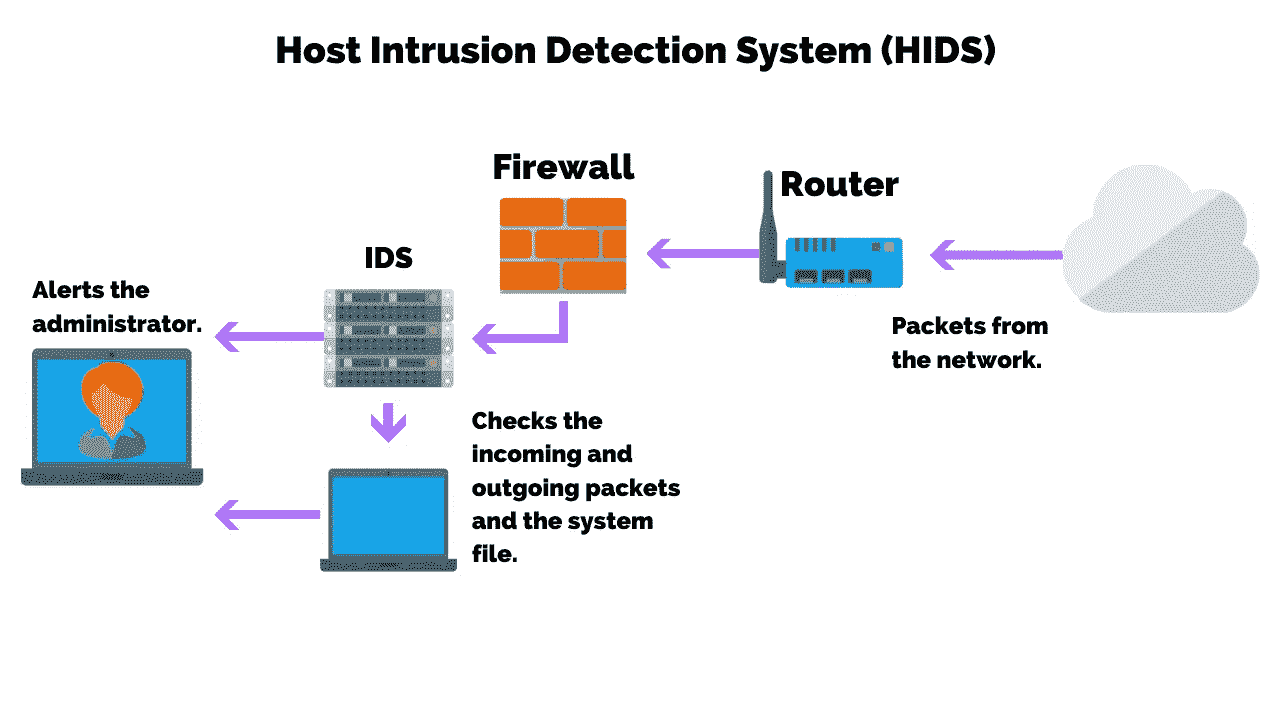 Host Intrusion Detection System (HIDS)
Firewall
Router
IDS
Alerts the
administrator.
Packets from
the network.
Checks the
incoming and
outgoing packets
and the system
file.